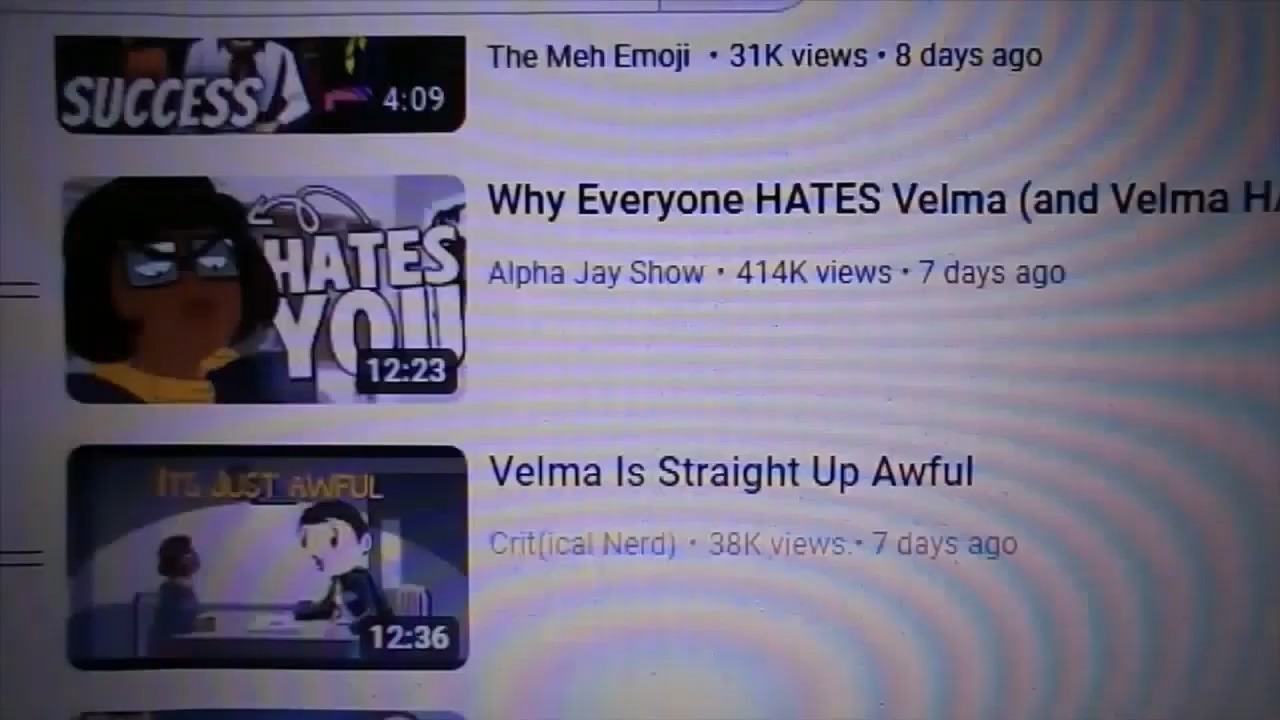 The Meh Emoji • 31K views • 8 days ago
SUCCESS
4:09
Why Everyone HATES Velma (and Velma HA
Alpha Jay Show • 414K views • 7 days ago
HATES
YOU
12:23
Velma Is Straight Up Awful
Crit(ical Nerd) • 38K views • 7 days ago
IT'S JUST AWFUL
12:36